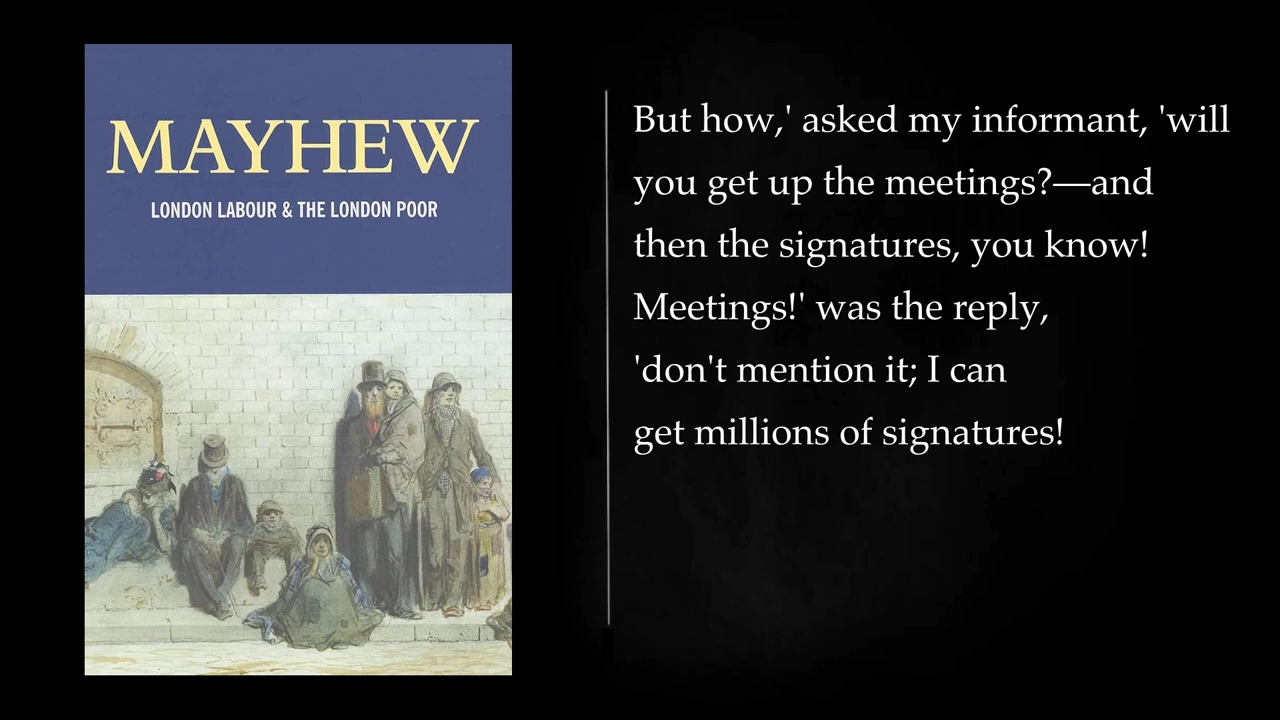 MAYHEW
LONDON LABOUR & THE LONDON POOR
But how,' asked my informant, 'will
you get up the meetings?—and
then the signatures, you know!
Meetings!' was the reply,
'don't mention it; I can
get millions of signatures!